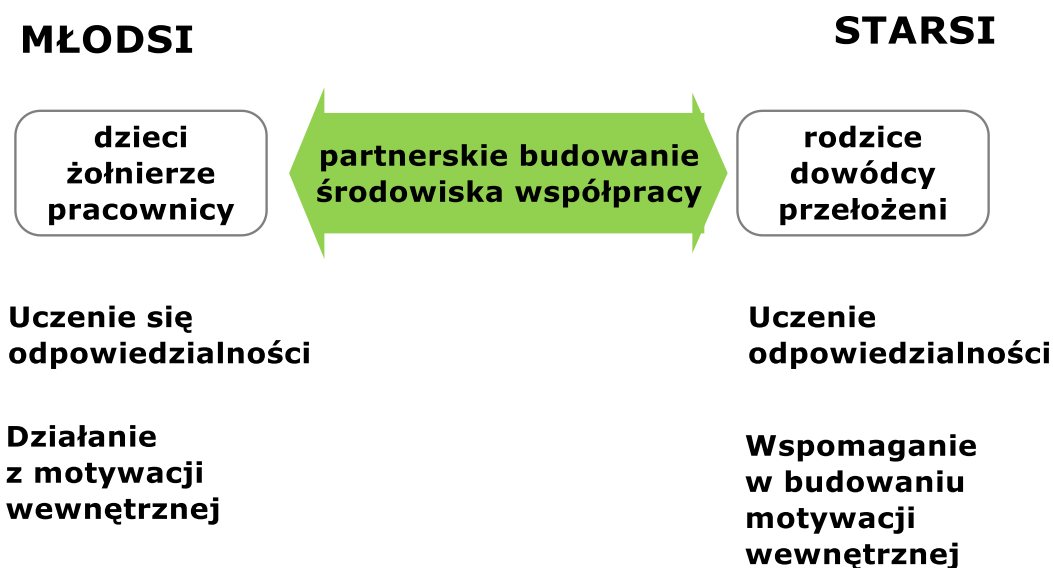 MŁODSI
STARSI
dzieci
żołnierze
pracownicy
partnerskie budowanie
środowiska współpracy
rodzice
dowódcy
przełożeni
Uczenie się
odpowiedzialności
Uczenie
odpowiedzialności
Działanie
z motywacji
wewnętrznej
Wspomaganie
w budowaniu
motywacji
wewnętrznej